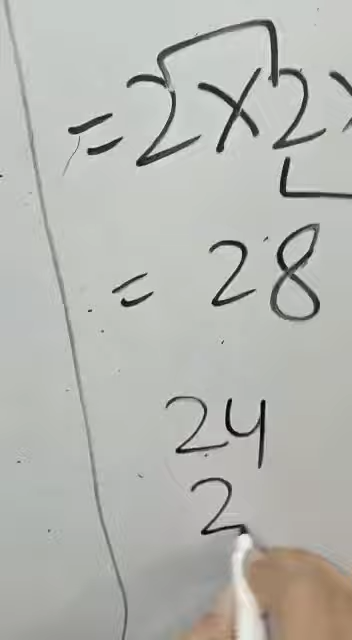 = 2 × 2 ×
= 28
24
2